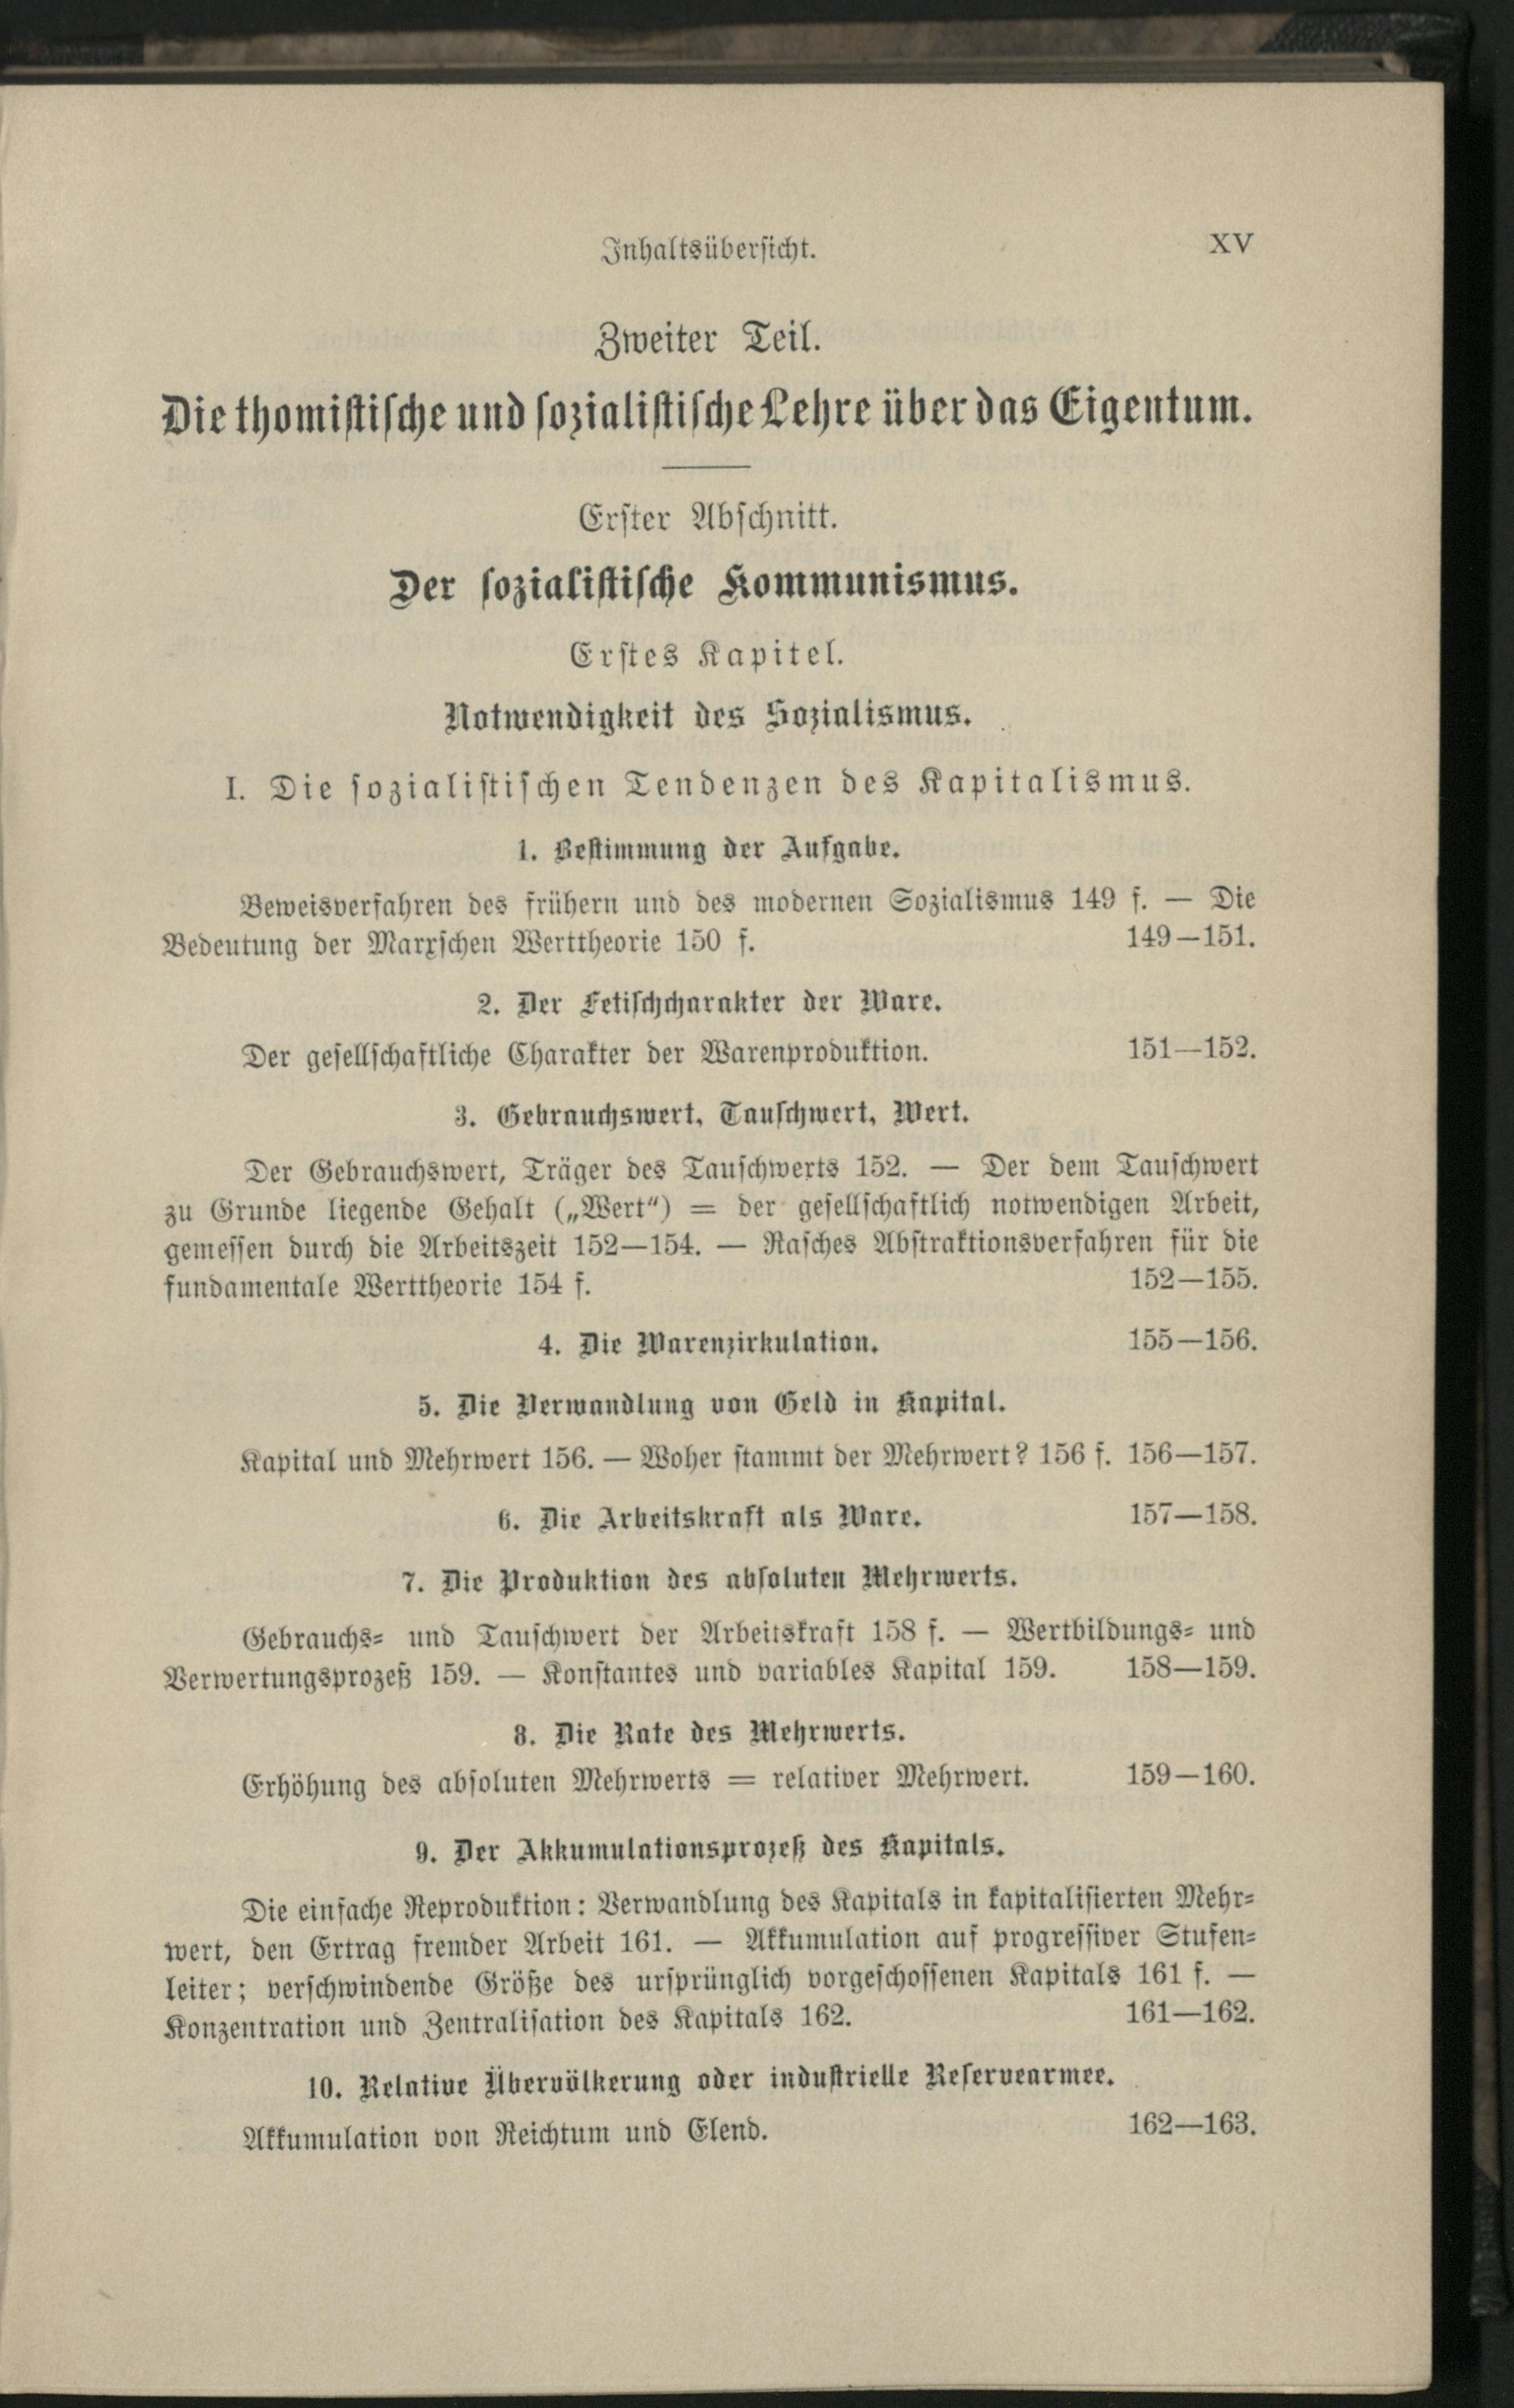 Inhaltsübersicht. XV
Zweiter Teil.
Die thomistische und sozialistische Lehre über das Eigentum.
Erster Abschnitt.
Der sozialistische Kommunismus.
Erstes Kapitel.
Notwendigkeit des Sozialismus.
I. Die sozialistischen Tendenzen des Kapitalismus.
1. Bestimmung der Aufgabe.
Beweisverfahren des frühern und des modernen Sozialismus 149 f. — Die
Bedeutung der Marxschen Werttheorie 150 f. 149—151.
2. Der Fetischcharakter der Ware.
Der gesellschaftliche Charakter der Warenproduktion. 151—152.
3. Gebrauchswert, Tauschwert, Wert.
Der Gebrauchswert, Träger des Tauschwerts 152. — Der dem Tauschwert
zu Grunde liegende Gehalt („Wert“) = der gesellschaftlich notwendigen Arbeit,
gemessen durch die Arbeitszeit 152—154. — Rasches Abstraktionsverfahren für die
fundamentale Werttheorie 154 f. 152—155.
4. Die Warenzirkulation. 155—156.
5. Die Verwandlung von Geld in Kapital.
Kapital und Mehrwert 156. — Woher stammt der Mehrwert? 156 f. 156—157.
6. Die Arbeitskraft als Ware. 157—158.
7. Die Produktion des absoluten Mehrwerts.
Gebrauchs- und Tauschwert der Arbeitskraft 158 f. — Wertbildungs- und
Verwertungsprozeß 159. — Konstantes und variables Kapital 159. 158—159.
8. Die Rate des Mehrwerts.
Erhöhung des absoluten Mehrwerts = relativer Mehrwert. 159—160.
9. Der Akkumulationsprozeß des Kapitals.
Die einfache Reproduktion: Verwandlung des Kapitals in kapitalisierten Mehr-
wert, den Ertrag fremder Arbeit 161. — Akkumulation auf progressiver Stufen-
leiter; verschwindende Größe des ursprünglich vorgeschossenen Kapitals 161 f. —
Konzentration und Zentralisation des Kapitals 162. 161—162.
10. Relative Übervölkerung oder industrielle Reservearmee.
Akkumulation von Reichtum und Elend. 162—163.